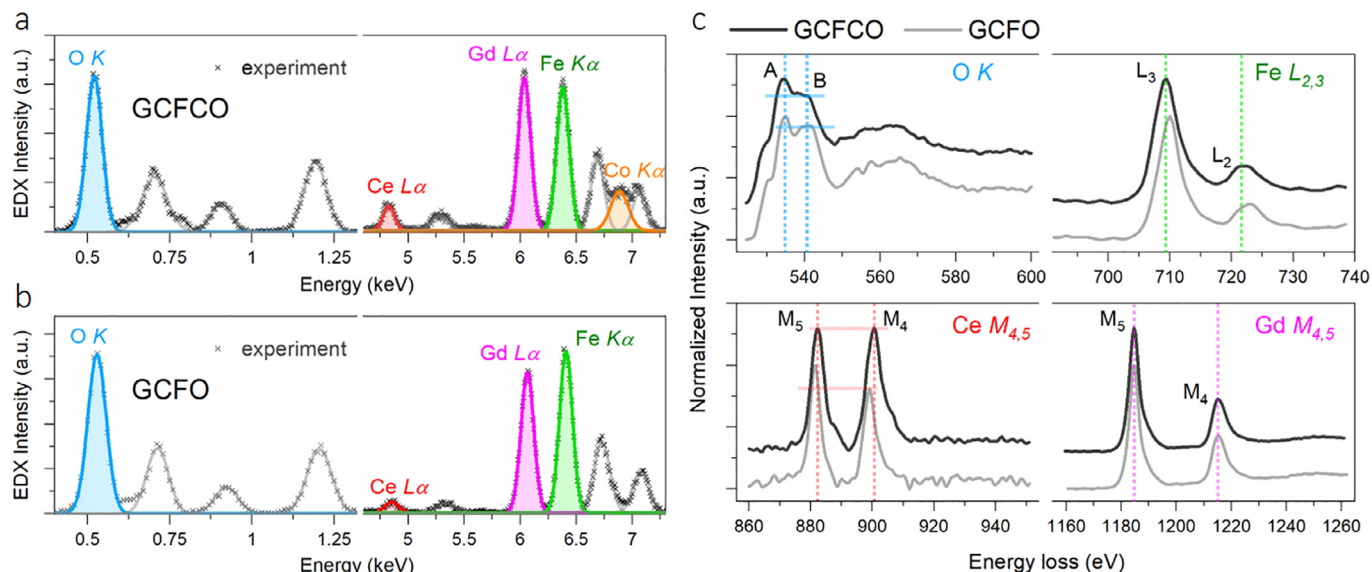 a
EDX Intensity (a.u.)
O K
× experiment
GCFCO
Gd Lα
Fe Kα
Ce Lα
Co Kα
0.5 0.75 1 1.25 5 5.5 6 6.5 7
Energy (keV)
b
EDX Intensity (a.u.)
O K
× experiment
GCFO
Gd Lα
Fe Kα
Ce Lα
0.5 0.75 1 1.25 5 5.5 6 6.5 7
Energy (keV)
c
GCFCO GCFO
Normalized Intensity (a.u.)
A
B
O K
540 560 580 600
L3
L2
Fe L2,3
700 710 720 730 740
M5
M4
Ce M4,5
860 880 900 920 940
M5
M4
Gd M4,5
1160 1180 1200 1220 1240 1260
Energy loss (eV)